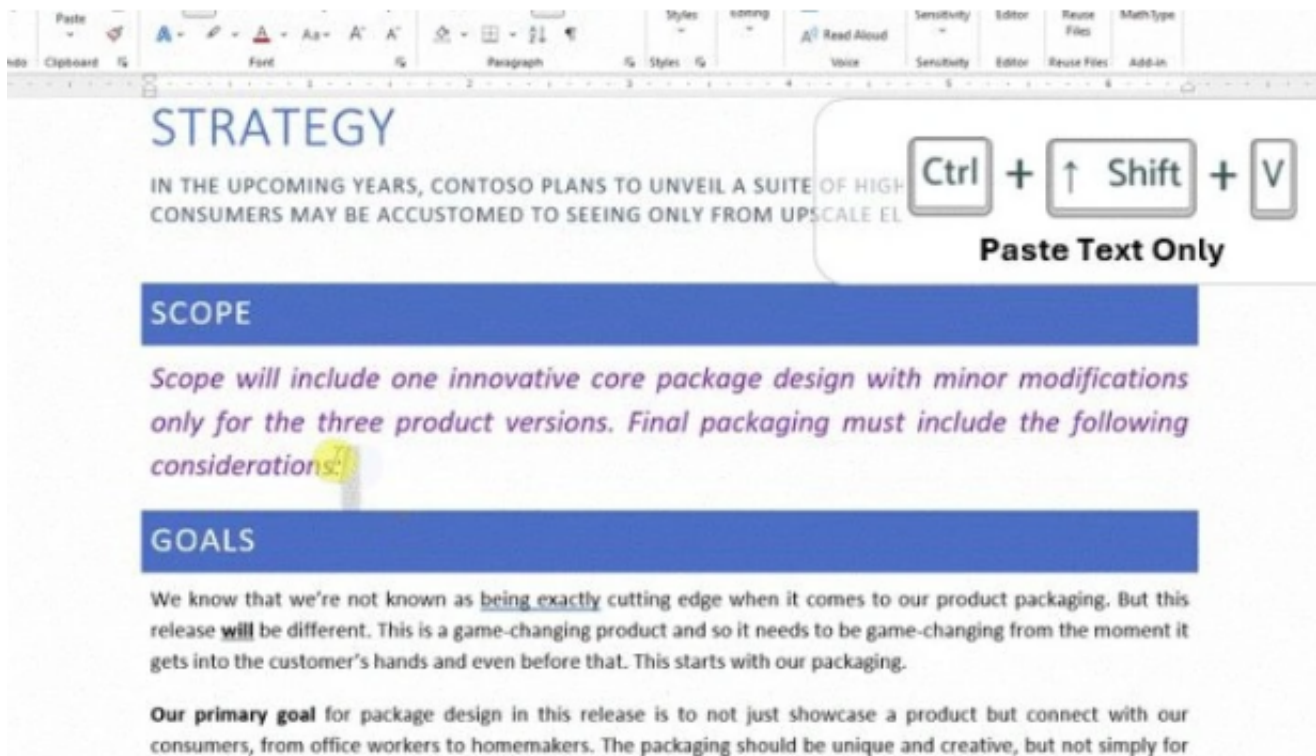 Paste
Styles
Editing
Sensitivity
Editor
Reuse
Files
MathType
A
A
Aa
A
A
Read Aloud
Clipboard
Font
Paragraph
Styles
Voice
Sensitivity
Editor
Reuse Files
Add-in
1
2
3
4
5
6
STRATEGY
IN THE UPCOMING YEARS, CONTOSO PLANS TO UNVEIL A SUITE OF HIGH
CONSUMERS MAY BE ACCUSTOMED TO SEEING ONLY FROM UPSCALE EL
Ctrl + ↑ Shift + V
Paste Text Only
SCOPE
Scope will include one innovative core package design with minor modifications
only for the three product versions. Final packaging must include the following
considerations:
GOALS
We know that we're not known as being exactly cutting edge when it comes to our product packaging. But this
release will be different. This is a game-changing product and so it needs to be game-changing from the moment it
gets into the customer's hands and even before that. This starts with our packaging.
Our primary goal for package design in this release is to not just showcase a product but connect with our
consumers, from office workers to homemakers. The packaging should be unique and creative, but not simply for